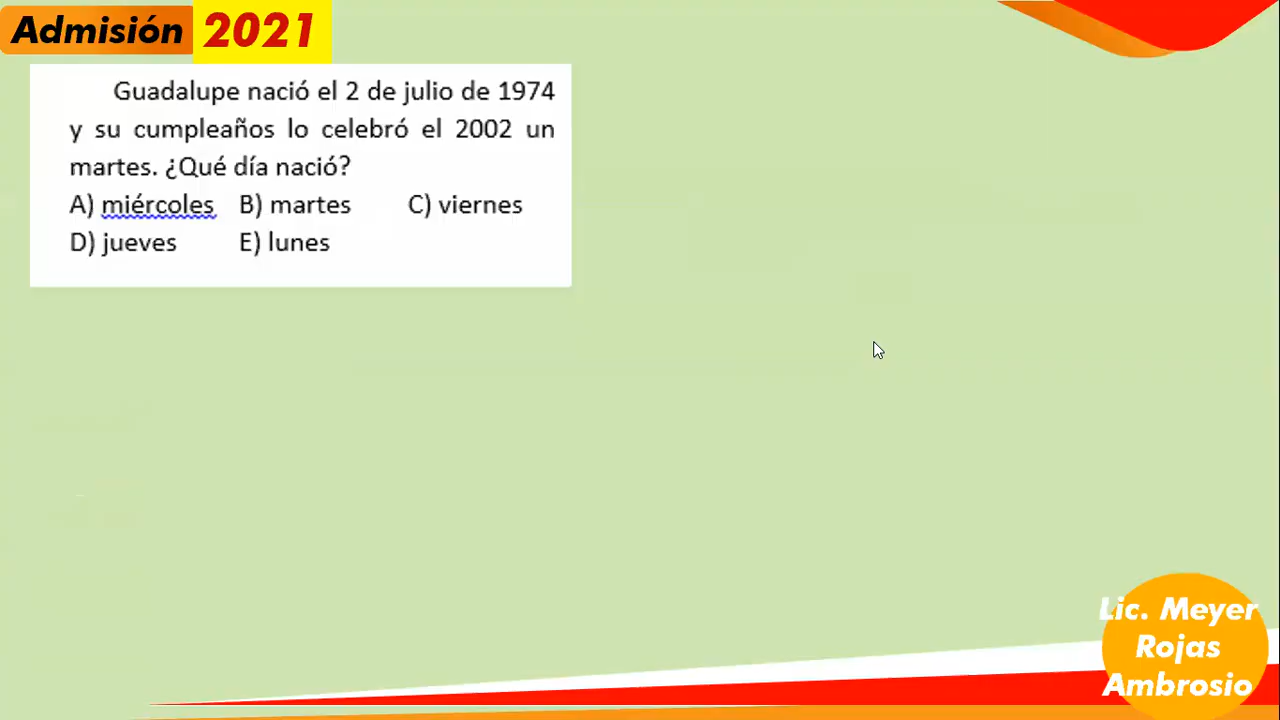 Admisión 2021
Guadalupe nació el 2 de julio de 1974
y su cumpleaños lo celebró el 2002 un
martes. ¿Qué día nació?
A) miércoles B) martes C) viernes
D) jueves E) lunes
Lic. Meyer
Rojas
Ambrosio